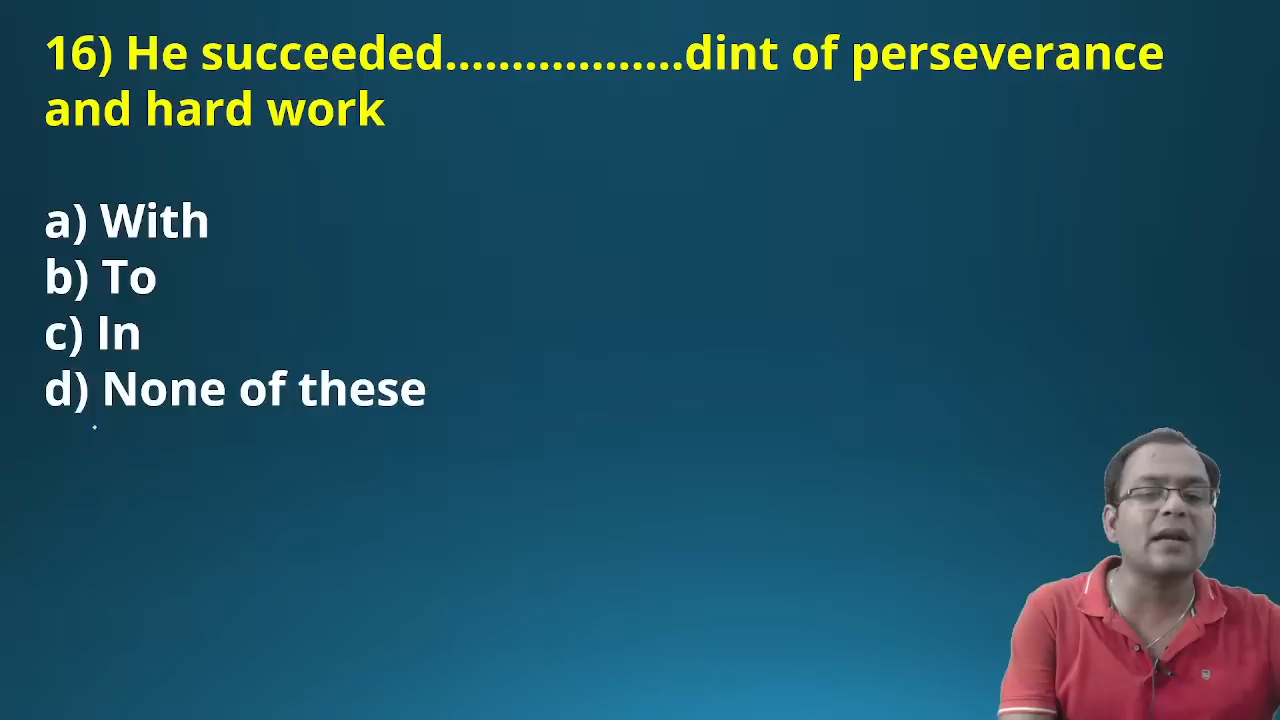 16) He succeeded..................dint of perseverance
and hard work
a) With
b) To
c) In
d) None of these